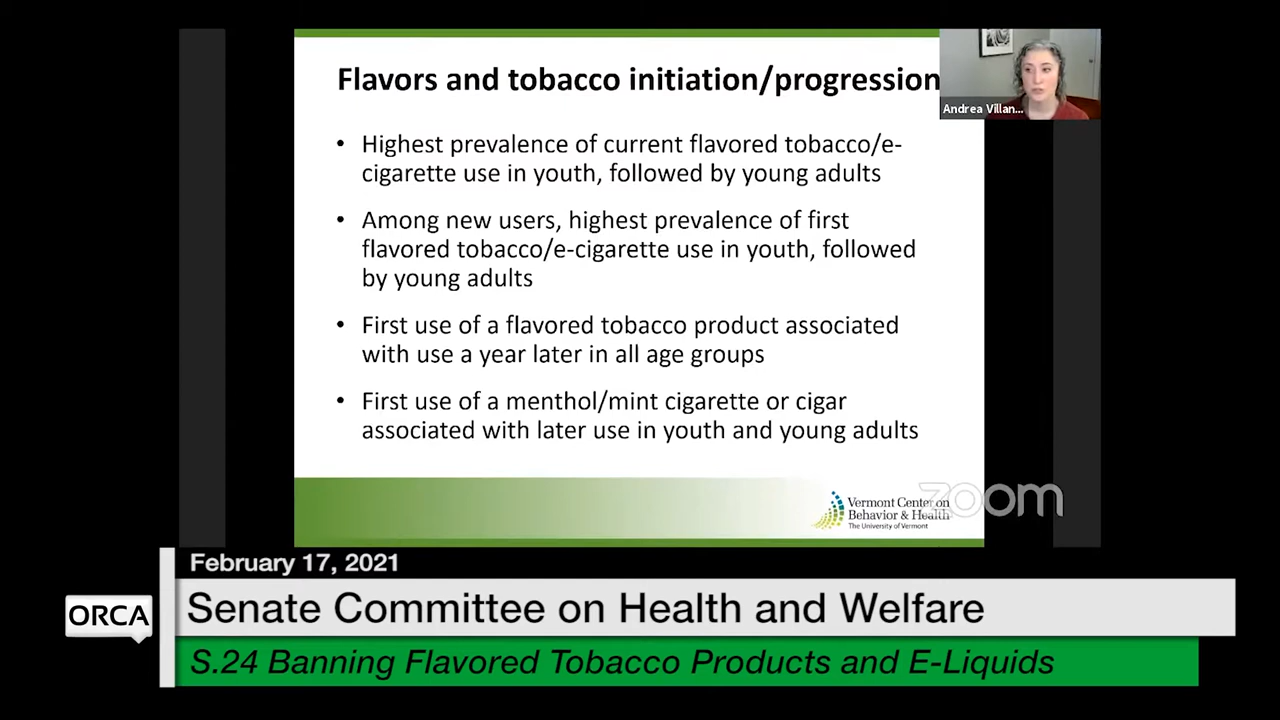 Flavors and tobacco initiation/progression
Andrea Villan...
• Highest prevalence of current flavored tobacco/e-
cigarette use in youth, followed by young adults
• Among new users, highest prevalence of first
flavored tobacco/e-cigarette use in youth, followed
by young adults
• First use of a flavored tobacco product associated
with use a year later in all age groups
• First use of a menthol/mint cigarette or cigar
associated with later use in youth and young adults
Vermont Center on
Behavior & Health
The University of Vermont
zoom
February 17, 2021
ORCA
Senate Committee on Health and Welfare
S.24 Banning Flavored Tobacco Products and E-Liquids